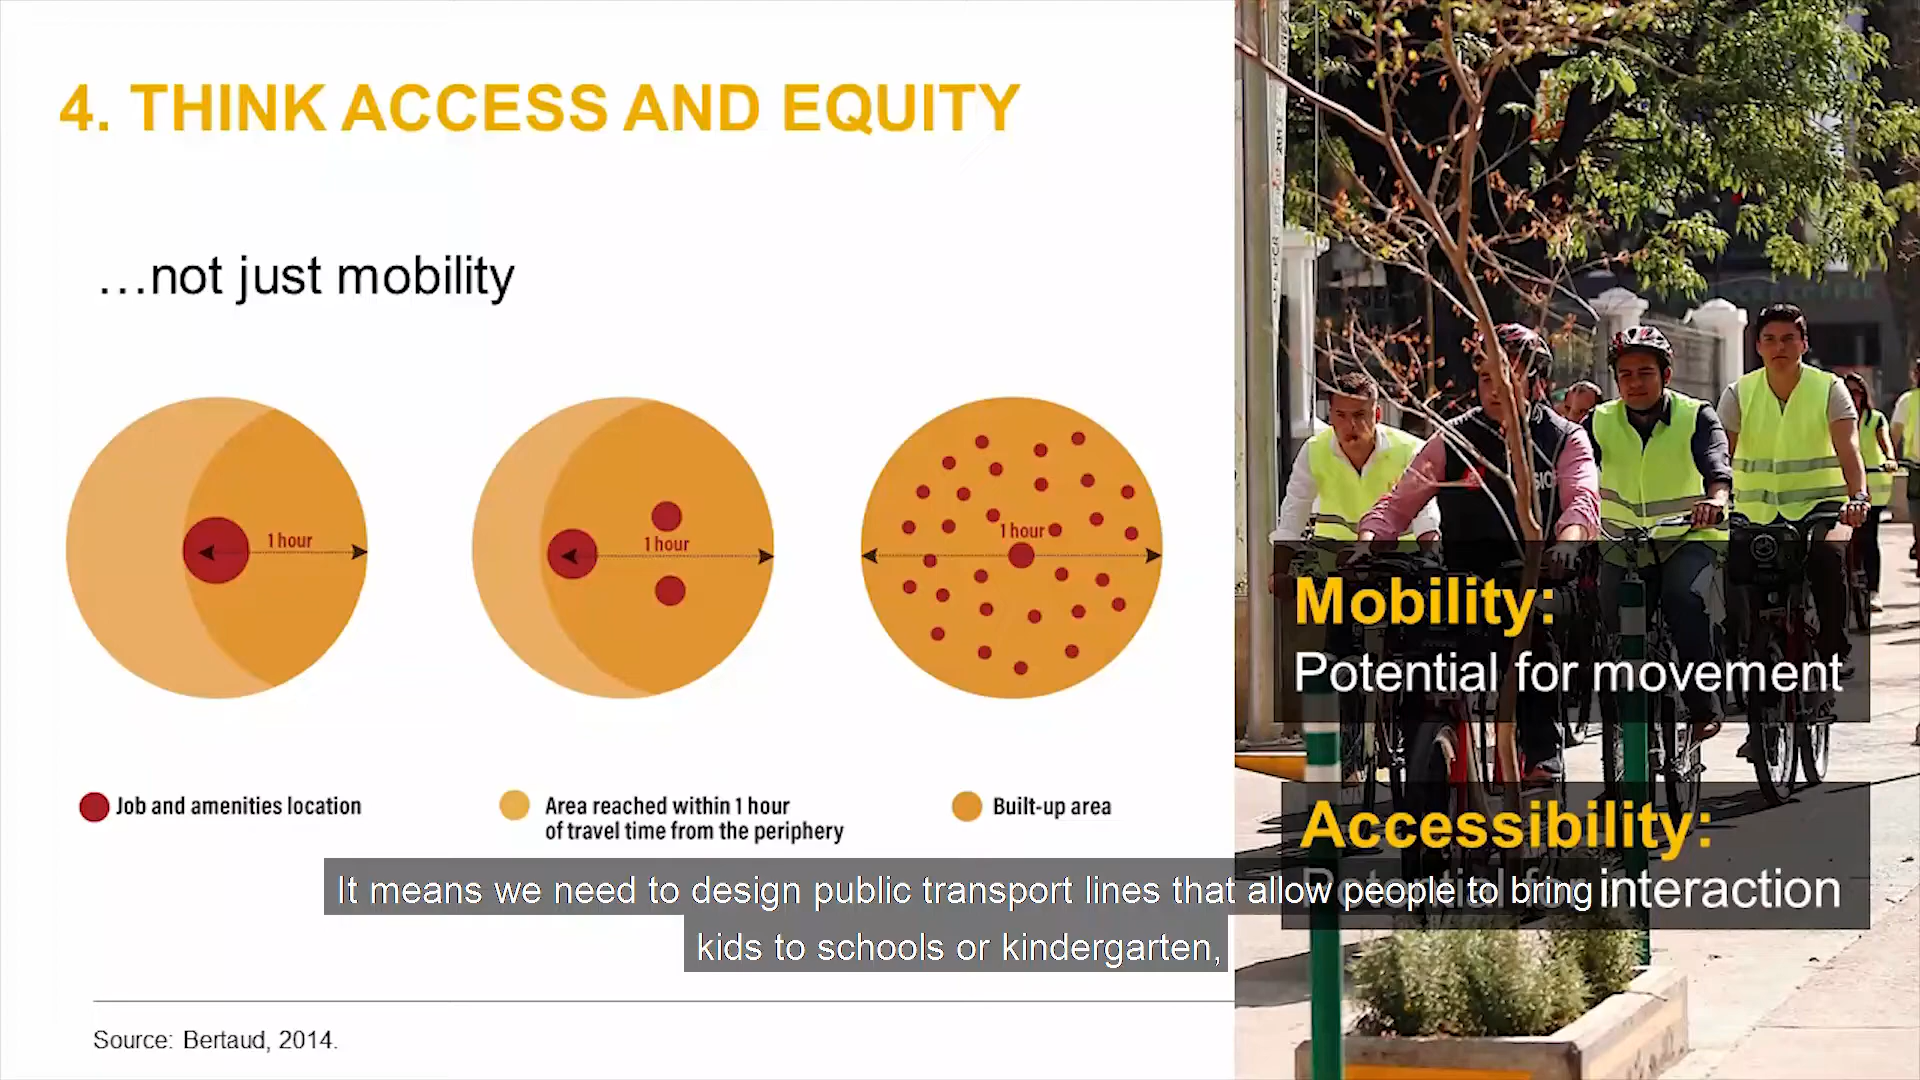 4. THINK ACCESS AND EQUITY
…not just mobility
1 hour
1 hour
1 hour
Job and amenities location
Area reached within 1 hour
of travel time from the periphery
Built-up area
Mobility:
Potential for movement
Accessibility:
Potential for interaction
It means we need to design public transport lines that allow people to bring
kids to schools or kindergarten,
Source: Bertaud, 2014.